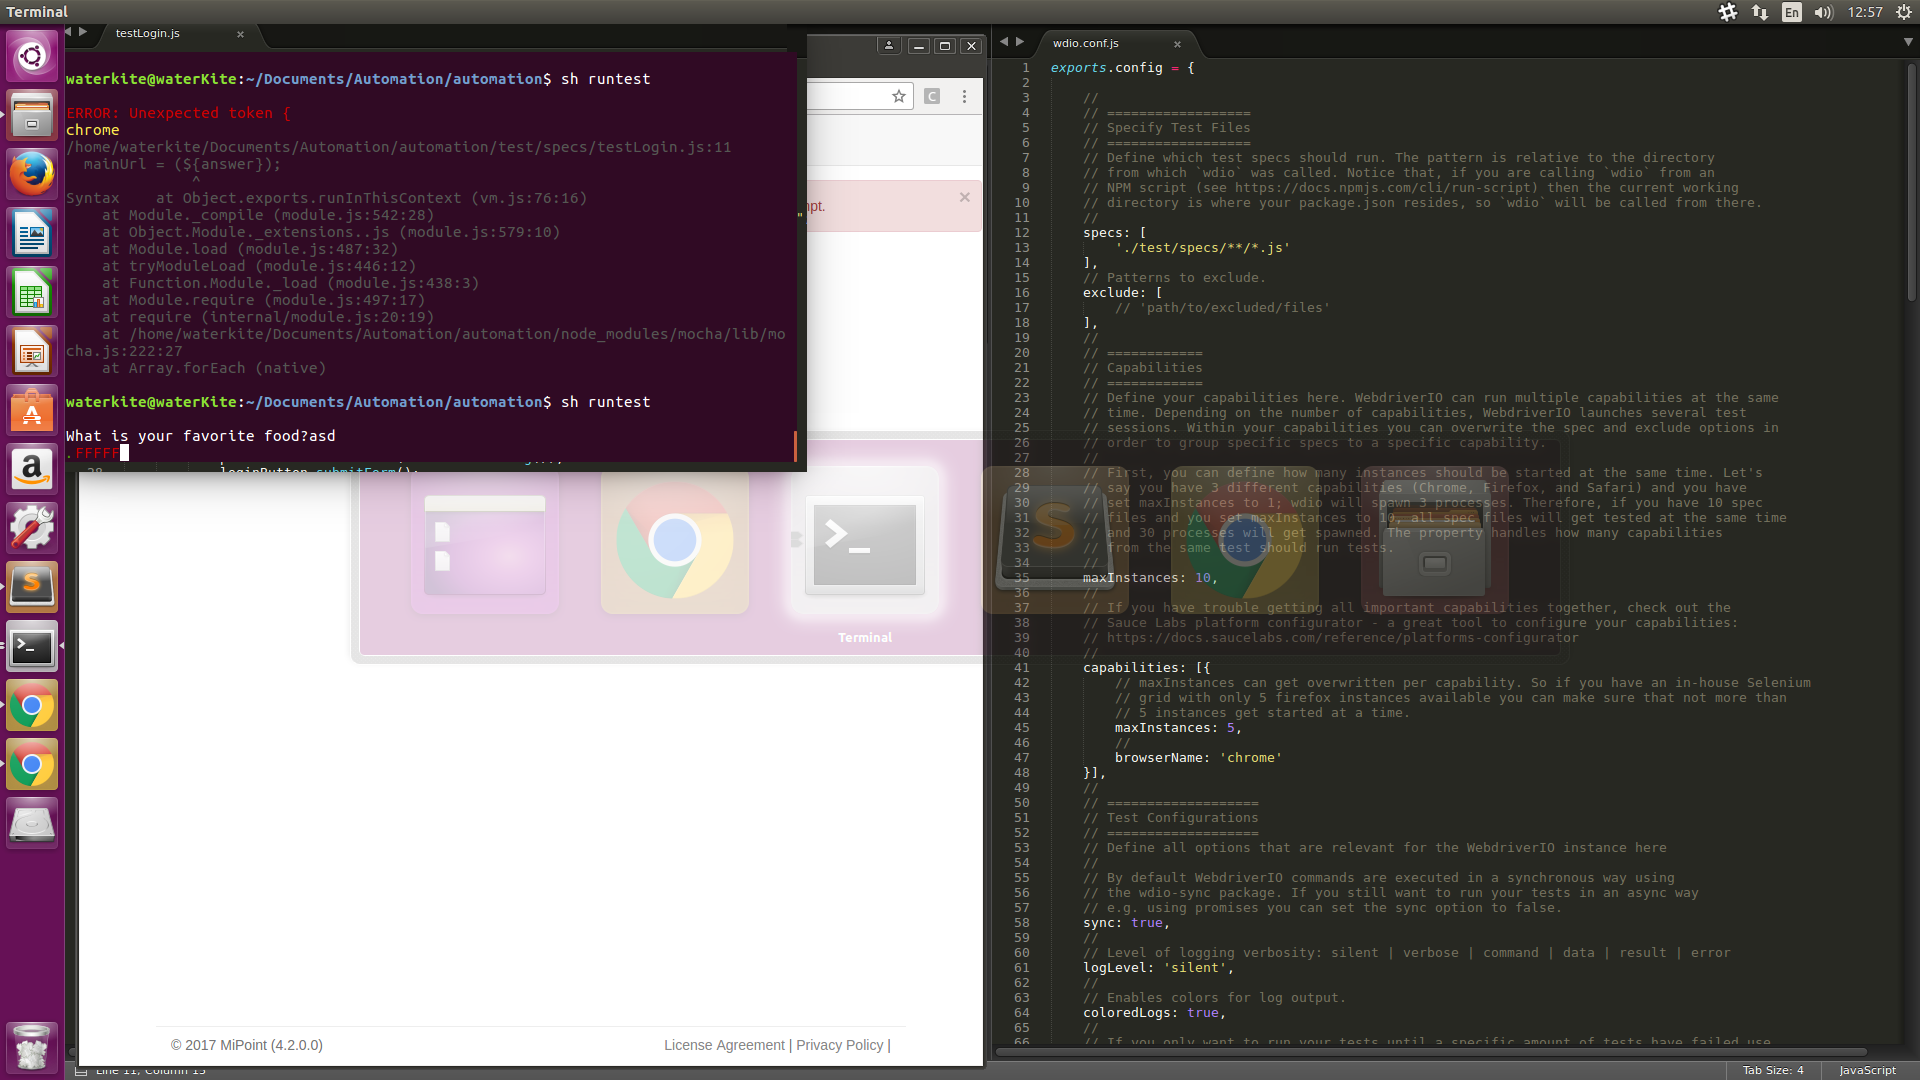 Terminal
En
12:57
testLogin.js
waterkite@waterKite:~/Documents/Automation/automation$ sh runtest
ERROR: Unexpected token {
chrome
/home/waterkite/Documents/Automation/automation/test/specs/testLogin.js:11
mainUrl = (${answer});
^
Syntax    at Object.exports.runInThisContext (vm.js:76:16)
at Module._compile (module.js:542:28)
at Object.Module._extensions..js (module.js:579:10)
at Module.load (module.js:487:32)
at tryModuleLoad (module.js:446:12)
at Function.Module._load (module.js:438:3)
at Module.require (module.js:497:17)
at require (internal/module.js:20:19)
at /home/waterkite/Documents/Automation/automation/node_modules/mocha/lib/mo
cha.js:222:27
at Array.forEach (native)
waterkite@waterKite:~/Documents/Automation/automation$ sh runtest
What is your favorite food?asd
.FFFFF
loginButton.submitForm();
C
npt.
Terminal
© 2017 MiPoint (4.2.0.0)
License Agreement | Privacy Policy |
Line 11, Column 15
wdio.conf.js
1 exports.config = {
2
3 //
4 // ==================
5 // Specify Test Files
6 // ==================
7 // Define which test specs should run. The pattern is relative to the directory
8 // from which `wdio` was called. Notice that, if you are calling `wdio` from an
9 // NPM script (see https://docs.npmjs.com/cli/run-script) then the current working
10 // directory is where your package.json resides, so `wdio` will be called from there.
11 //
12 specs: [
13 './test/specs/**/*.js'
14 ],
15 // Patterns to exclude.
16 exclude: [
17 // 'path/to/excluded/files'
18 ],
19 //
20 // ============
21 // Capabilities
22 // ============
23 // Define your capabilities here. WebdriverIO can run multiple capabilities at the same
24 // time. Depending on the number of capabilities, WebdriverIO launches several test
25 // sessions. Within your capabilities you can overwrite the spec and exclude options in
26 // order to group specific specs to a specific capability.
27 //
28 // First, you can define how many instances should be started at the same time. Let's
29 // say you have 3 different capabilities (Chrome, Firefox, and Safari) and you have
30 // set maxInstances to 1; wdio will spawn 3 processes. Therefore, if you have 10 spec
31 // files and you set maxInstances to 10, all spec files will get tested at the same time
32 // and 30 processes will get spawned. The property handles how many capabilities
33 // from the same test should run tests.
34 //
35 maxInstances: 10,
36 //
37 // If you have trouble getting all important capabilities together, check out the
38 // Sauce Labs platform configurator - a great tool to configure your capabilities:
39 // https://docs.saucelabs.com/reference/platforms-configurator
40 //
41 capabilities: [{
42 // maxInstances can get overwritten per capability. So if you have an in-house Selenium
43 // grid with only 5 firefox instances available you can make sure that not more than
44 // 5 instances get started at a time.
45 maxInstances: 5,
46 //
47 browserName: 'chrome'
48 }],
49 //
50 // ===================
51 // Test Configurations
52 // ===================
53 // Define all options that are relevant for the WebdriverIO instance here
54 //
55 // By default WebdriverIO commands are executed in a synchronous way using
56 // the wdio-sync package. If you still want to run your tests in an async way
57 // e.g. using promises you can set the sync option to false.
58 sync: true,
59 //
60 // Level of logging verbosity: silent | verbose | command | data | result | error
61 logLevel: 'silent',
62 //
63 // Enables colors for log output.
64 coloredLogs: true,
65 //
66 // If you only want to run your tests until a specific amount of tests have failed use
Tab Size: 4
JavaScript